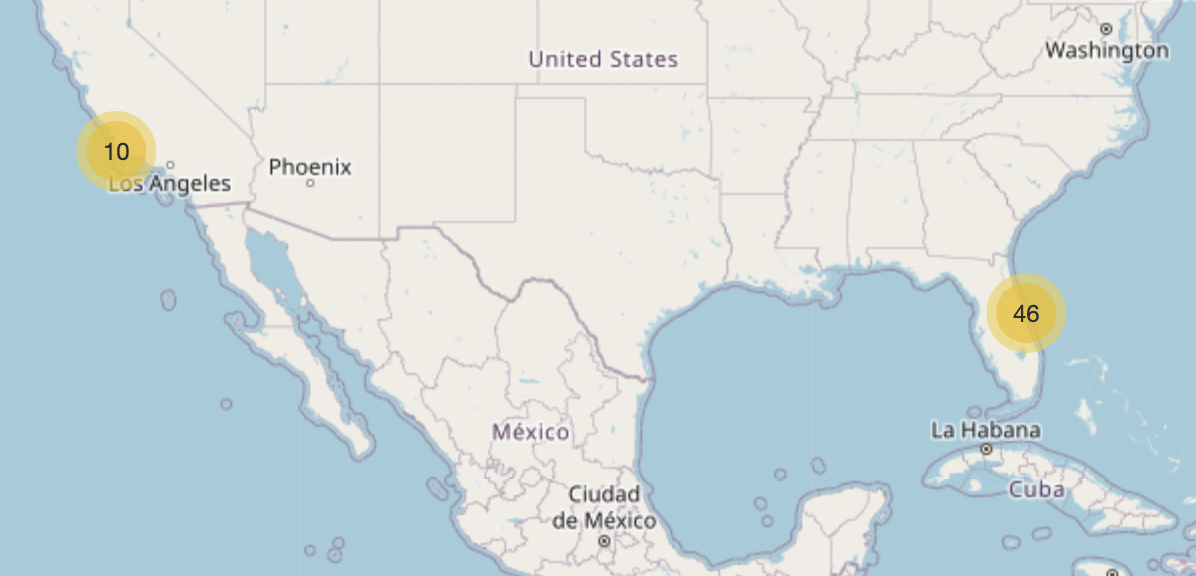 Washington
United States
10
Phoenix
Los Angeles
46
La Habana
México
Cuba
Ciudad
de México